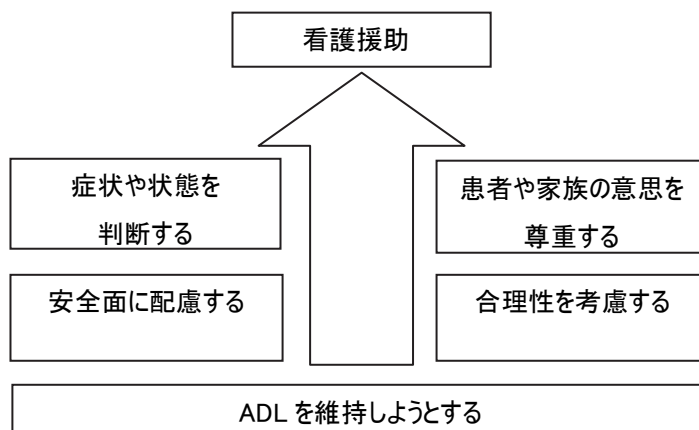 看護援助
症状や状態を
判断する
患者や家族の意思を
尊重する
安全面に配慮する
合理性を考慮する
ADL を維持しようとする